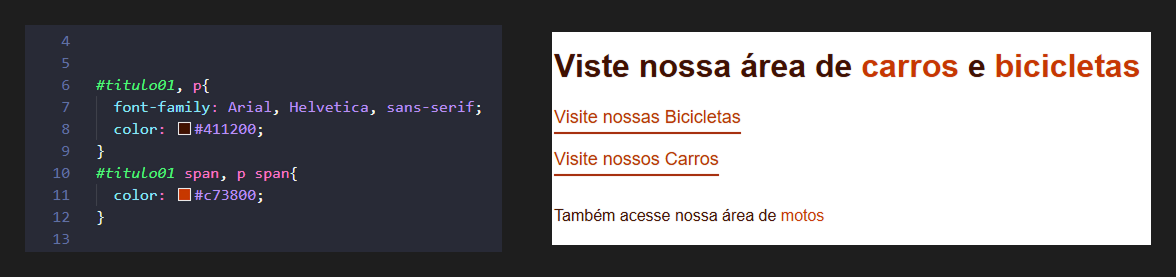 4
5
6 #titulo01, p{
7 font-family: Arial, Helvetica, sans-serif;
8 color: #411200;
9 }
10 #titulo01 span, p span{
11 color: #c73800;
12 }
13
Viste nossa área de carros e bicicletas
Visite nossas Bicicletas
Visite nossos Carros
Também acesse nossa área de motos